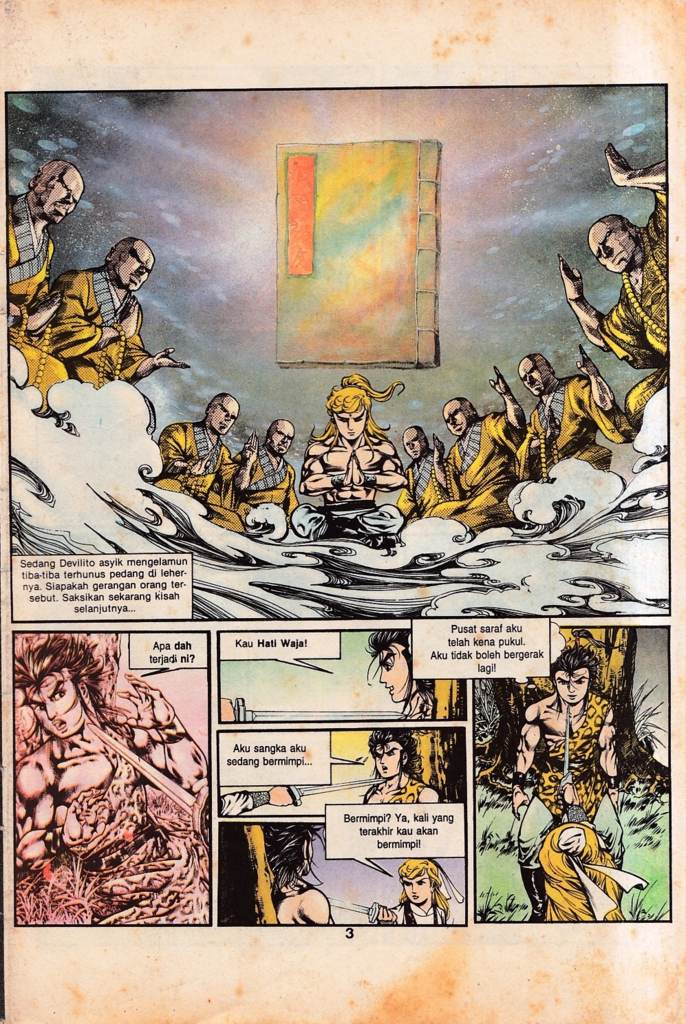 Sedang Devilito asyik mengelamun
tiba-tiba terhunus pedang di leher-
nya. Siapakah gerangan orang ter-
sebut. Saksikan sekarang kisah
selanjutnya...
Apa dah
terjadi ni?
Kau Hati Waja!
Aku sangka aku
sedang bermimpi...
Bermimpi? Ya, kali yang
terakhir kau akan
bermimpi!
Pusat saraf aku
telah kena pukul.
Aku tidak boleh bergerak
lagi!
3